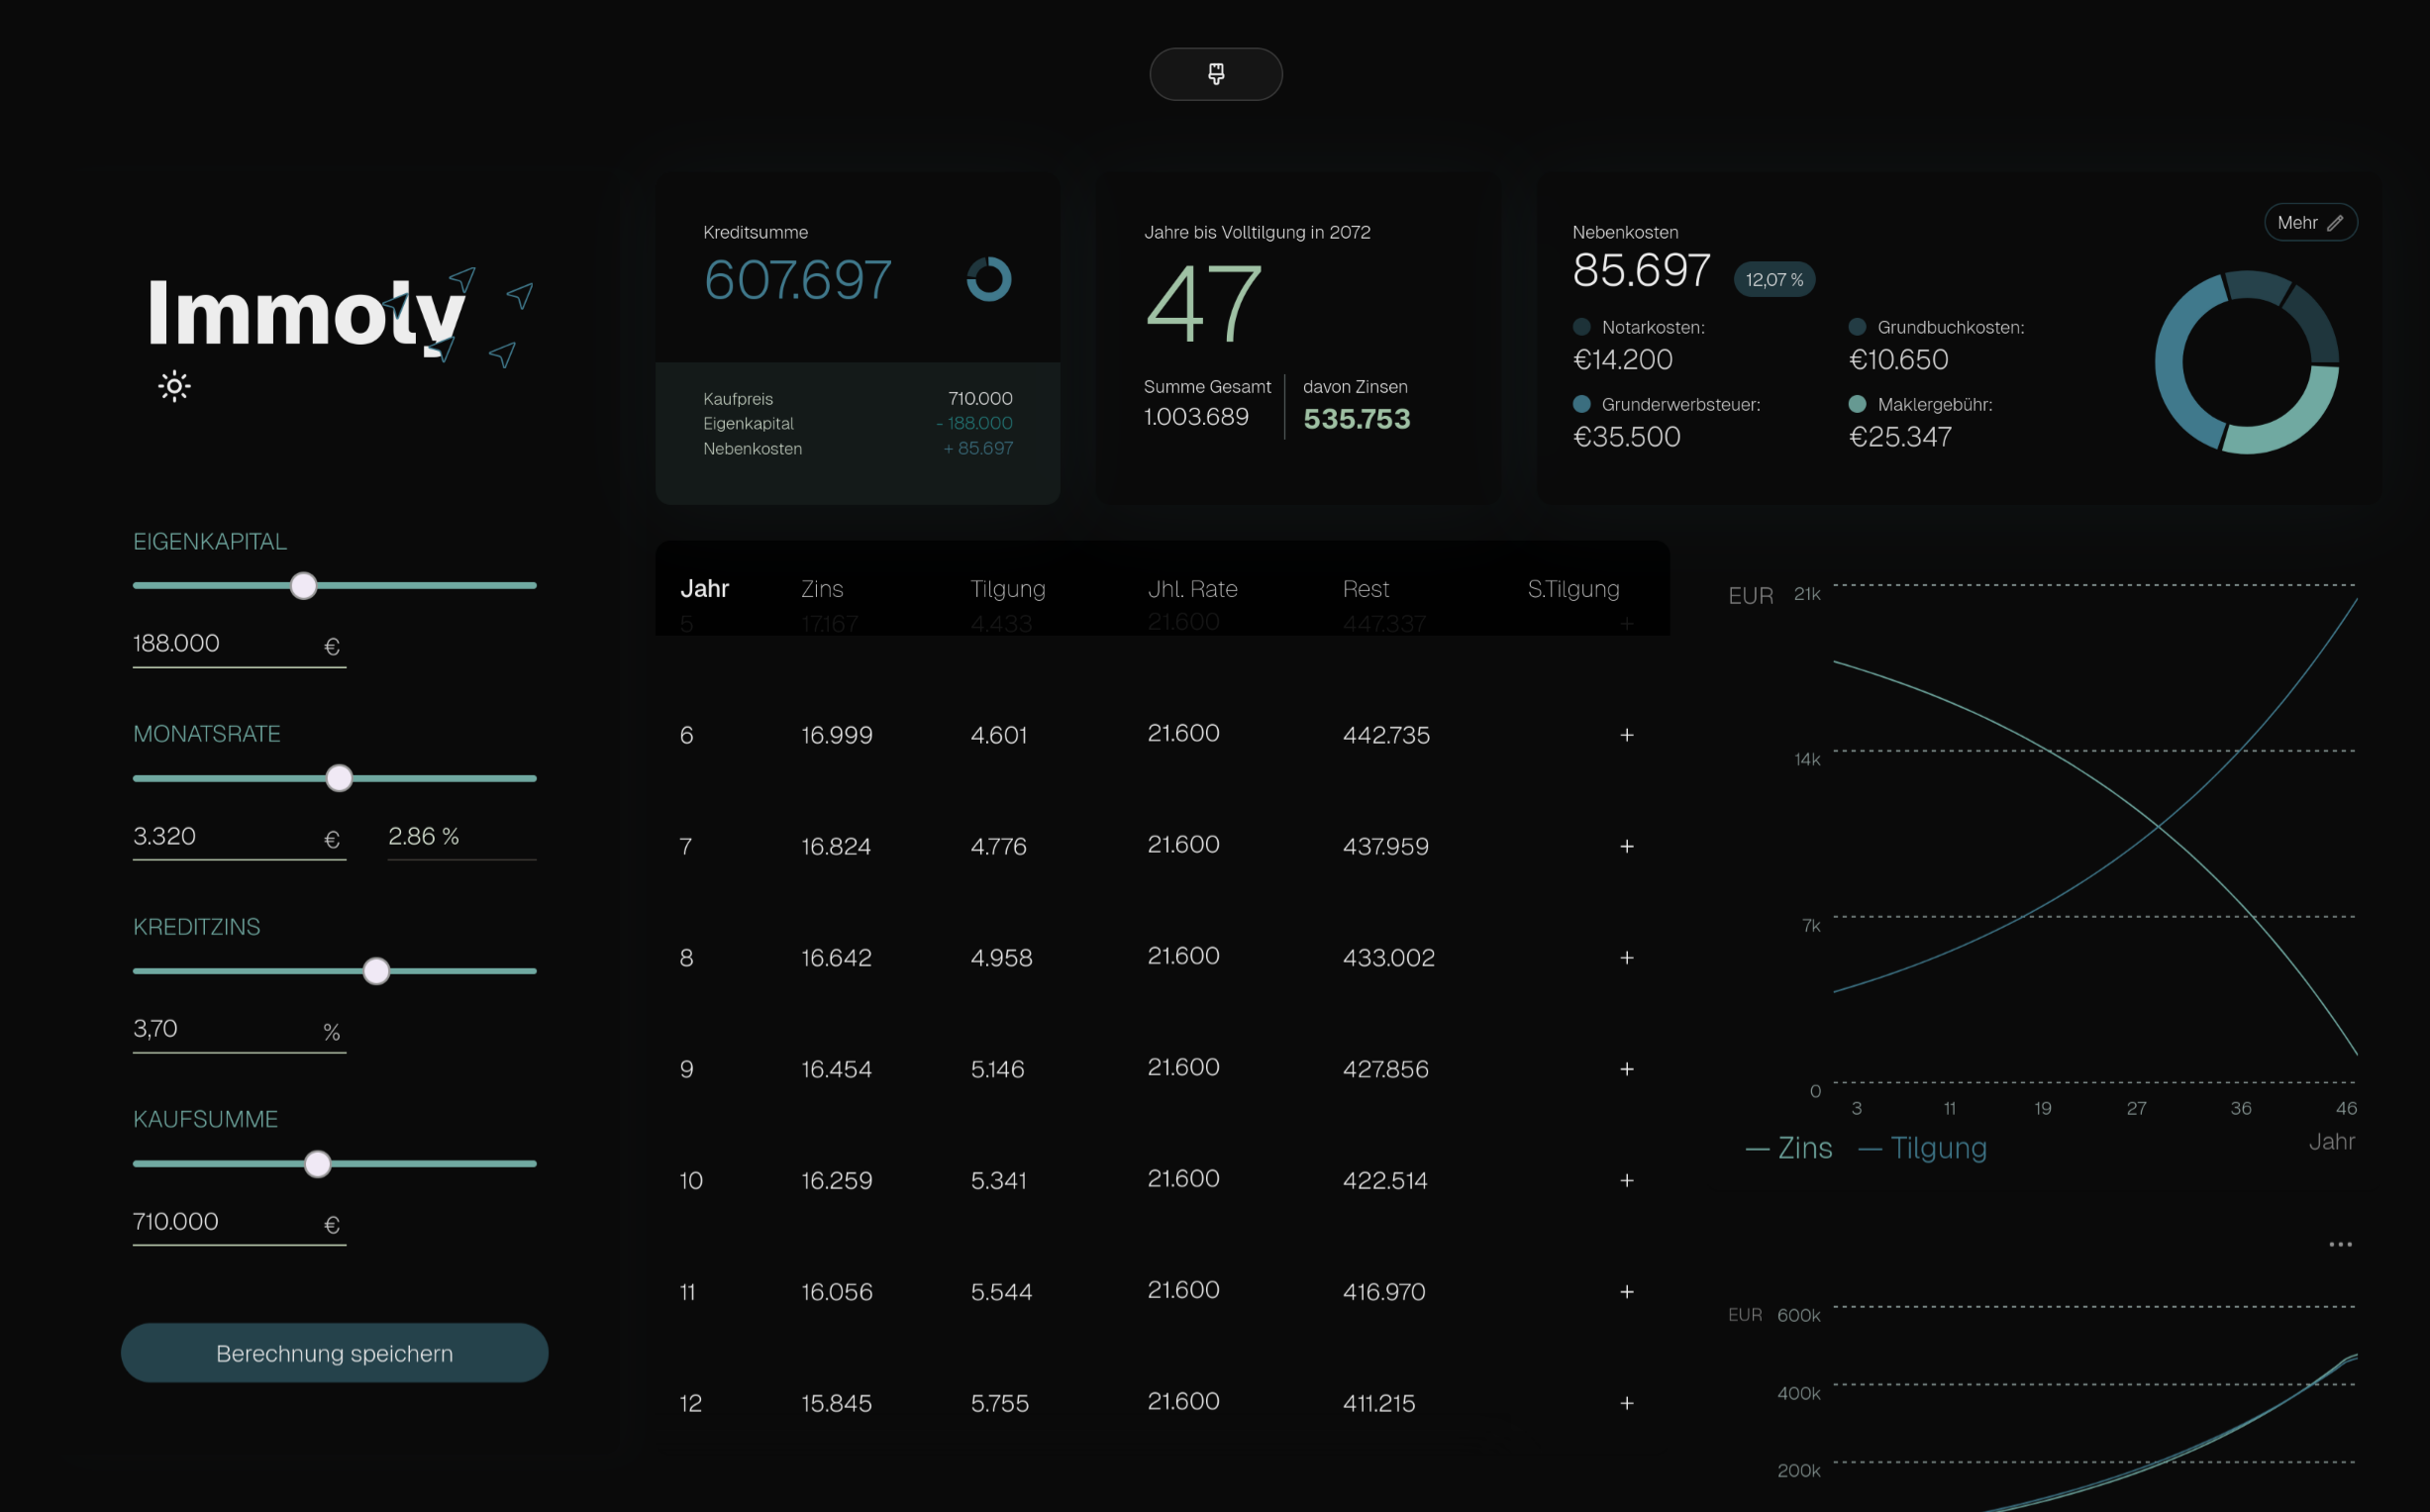 Immoly
EIGENKAPITAL
188.000 €
MONATSRATE
3.320 € 2.86 %
KREDITZINS
3,70 %
KAUFSUMME
710.000 €
Berechnung speichern
Kreditsumme
607.697
Kaufpreis 710.000
Eigenkapital - 188.000
Nebenkosten + 85.697
Jahre bis Volltilgung in 2072
47
Summe Gesamt davon Zinsen
1.003.689 535.753
Mehr
Nebenkosten
85.697 12,07 %
Notarkosten: Grundbuchkosten:
€14.200 €10.650
Grunderwerbsteuer: Maklergebühr:
€35.500 €25.347
Jahr Zins Tilgung Jhl. Rate Rest S.Tilgung
5 17.167 4.433 21.600 447.337 +
6 16.999 4.601 21.600 442.735 +
7 16.824 4.776 21.600 437.959 +
8 16.642 4.958 21.600 433.002 +
9 16.454 5.146 21.600 427.856 +
10 16.259 5.341 21.600 422.514 +
11 16.056 5.544 21.600 416.970 +
12 15.845 5.755 21.600 411.215 +
EUR 21k
14k
7k
0
3 11 19 27 36 46
Zins Tilgung Jahr
EUR 600k
400k
200k